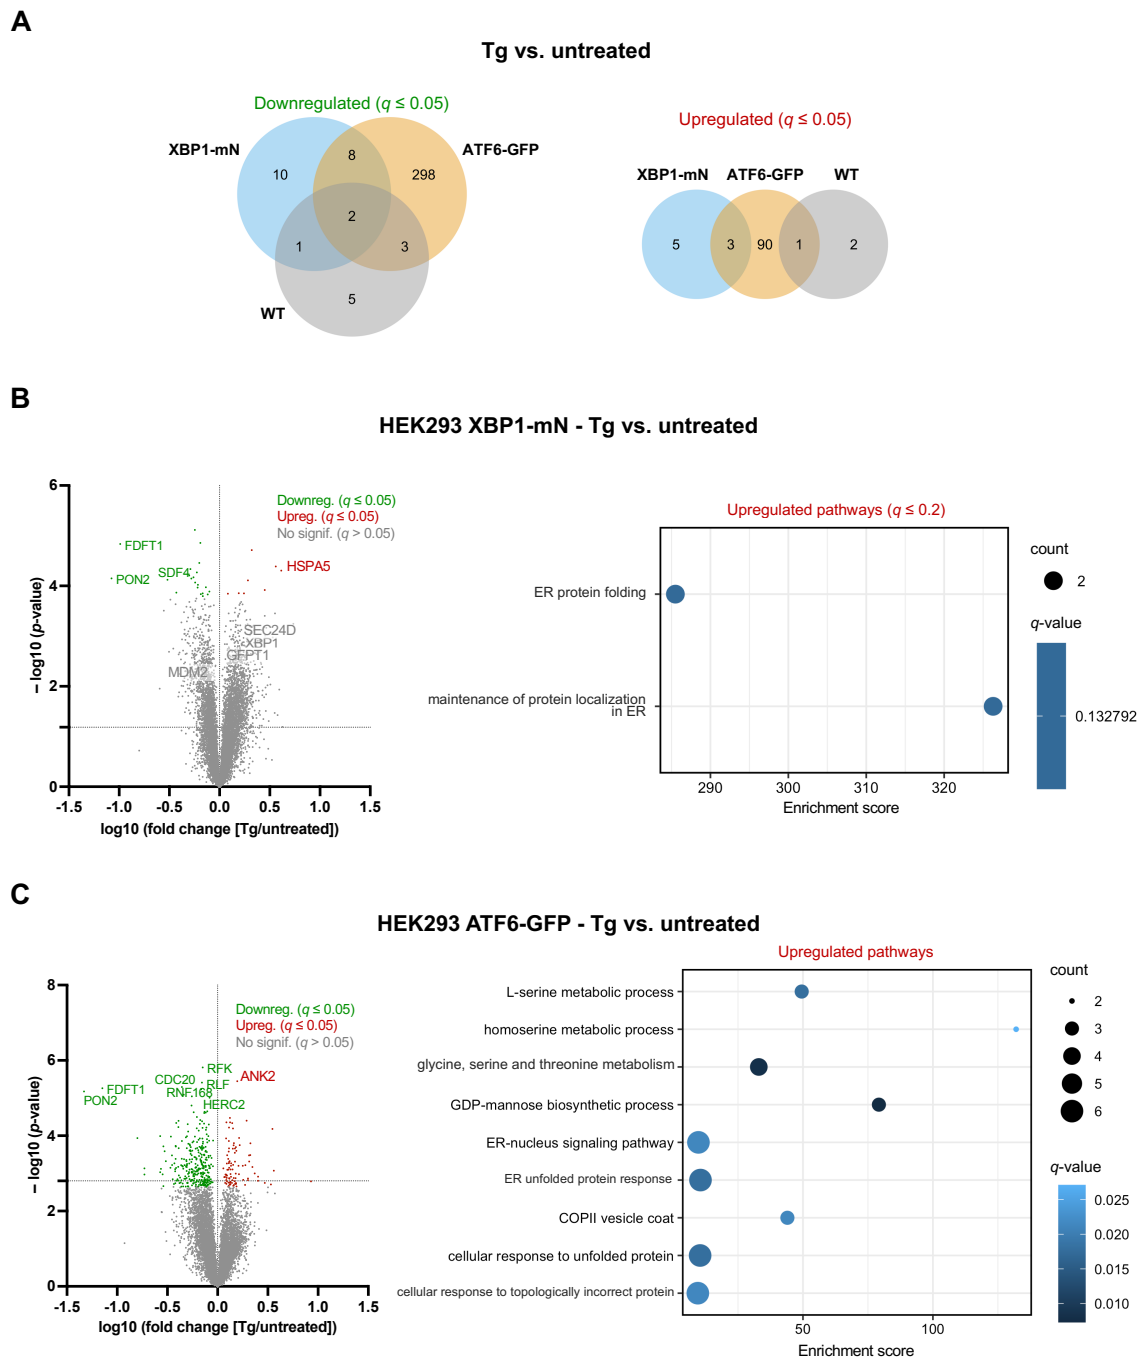 A
Tg vs. untreated
Downregulated (q ≤ 0.05)
Upregulated (q ≤ 0.05)
XBP1-mN
8
ATF6-GFP
10
298
2
1
3
5
WT
XBP1-mN
ATF6-GFP
WT
5
3
90
1
2
B
HEK293 XBP1-mN - Tg vs. untreated
6
4
2
0
– log10 (p-value)
Downreg. (q ≤ 0.05)
Upreg. (q ≤ 0.05)
No signif. (q > 0.05)
FDFT1
SDF4
PON2
HSPA5
SEC24D
XBP1
GFPT1
MDM2
-1.5
-1.0
-0.5
0.0
0.5
1.0
1.5
log10 (fold change [Tg/untreated])
Upregulated pathways (q ≤ 0.2)
ER protein folding
maintenance of protein localization
in ER
290
300
310
320
Enrichment score
count
2
q-value
0.132792
C
HEK293 ATF6-GFP - Tg vs. untreated
8
6
4
2
0
– log10 (p-value)
Downreg. (q ≤ 0.05)
Upreg. (q ≤ 0.05)
No signif. (q > 0.05)
RFK
CDC20
RLF
ANK2
FDFT1
RNF168
PON2
HERC2
-1.5
-1.0
-0.5
0.0
0.5
1.0
1.5
log10 (fold change [Tg/untreated])
Upregulated pathways
L-serine metabolic process
homoserine metabolic process
glycine, serine and threonine metabolism
GDP-mannose biosynthetic process
ER-nucleus signaling pathway
ER unfolded protein response
COPII vesicle coat
cellular response to unfolded protein
cellular response to topologically incorrect protein
50
100
Enrichment score
count
2
3
4
5
6
q-value
0.025
0.020
0.015
0.010